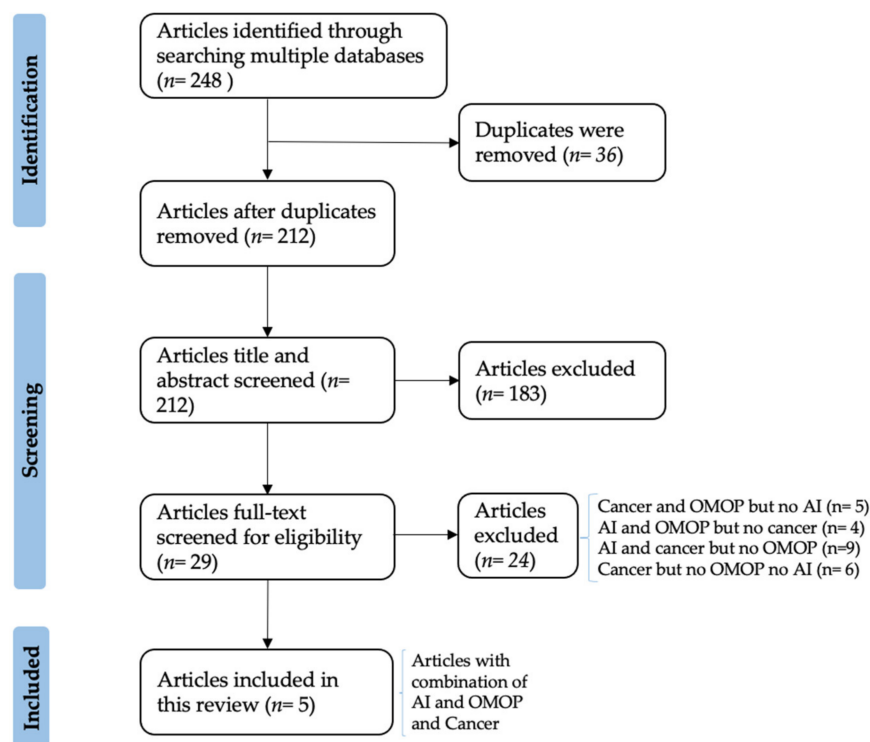 Identification
Articles identified through
searching multiple databases
(n= 248 )
Duplicates were
removed (n= 36)
Articles after duplicates
removed (n= 212)
Screening
Articles title and
abstract screened (n=
212)
Articles excluded
(n= 183)
Articles full-text
screened for eligibility
(n= 29)
Articles
excluded
(n= 24)
Cancer and OMOP but no AI (n= 5)
AI and OMOP but no cancer (n= 4)
AI and cancer but no OMOP (n=9)
Cancer but no OMOP no AI (n= 6)
Included
Articles included in
this review (n= 5)
Articles with
combination of
AI and OMOP
and Cancer